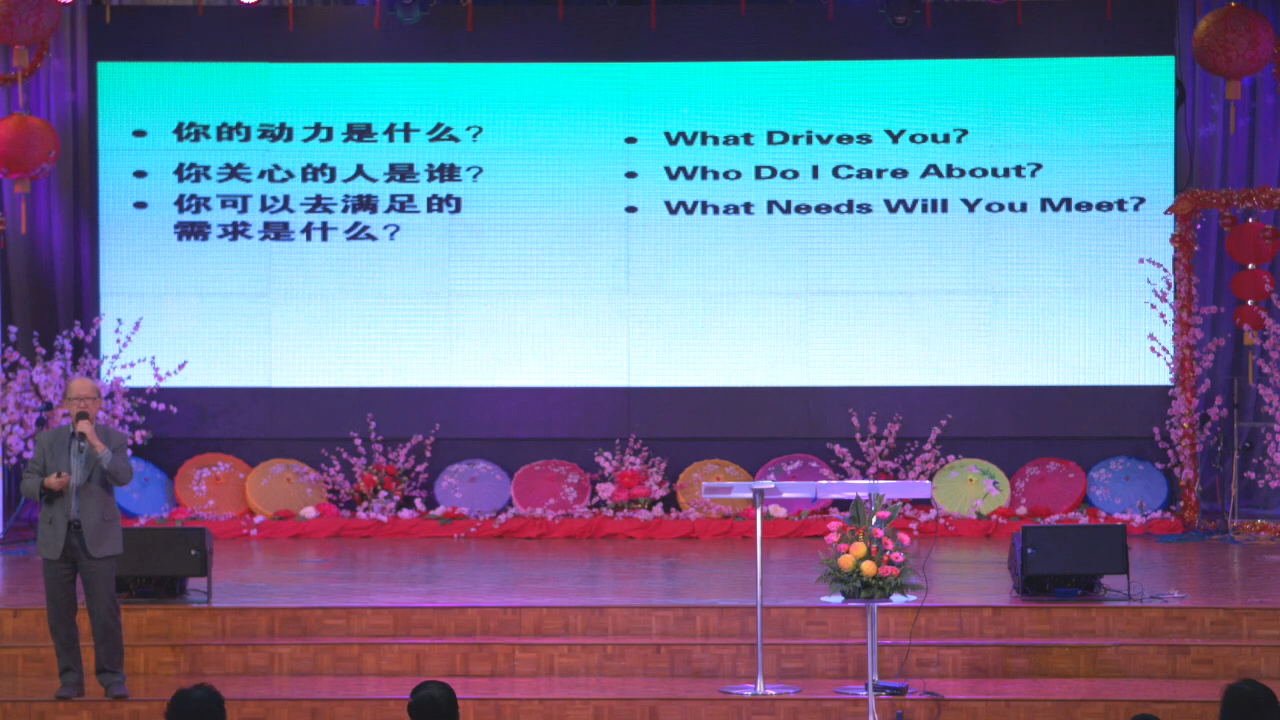 • 你的动力是什么?
• 你关心的人是谁?
• 你可以去满足的
需求是什么?
• What Drives You?
• Who Do I Care About?
• What Needs Will You Meet?